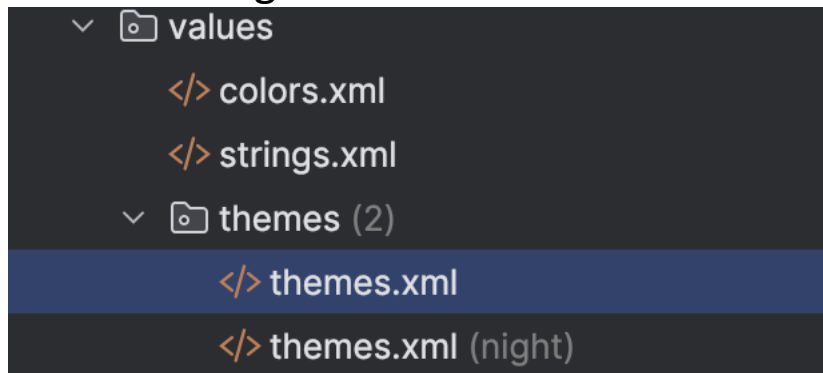 values
</> colors.xml
</> strings.xml
themes (2)
</> themes.xml
</> themes.xml (night)